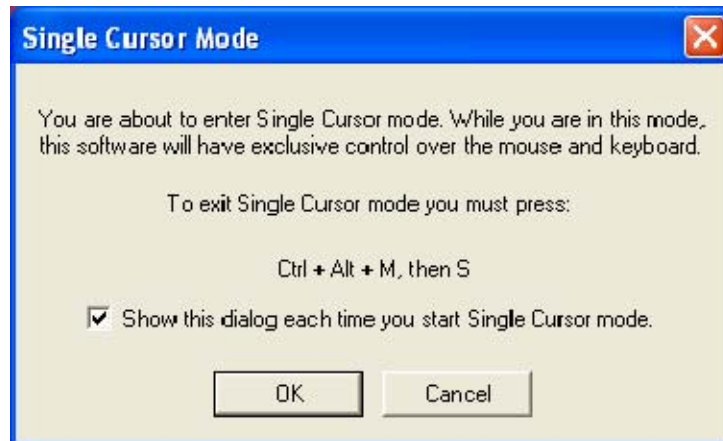 Single Cursor Mode
You are about to enter Single Cursor mode. While you are in this mode,
this software will have exclusive control over the mouse and keyboard.
To exit Single Cursor mode you must press:
Ctrl + Alt + M, then S
Show this dialog each time you start Single Cursor mode.
OK Cancel